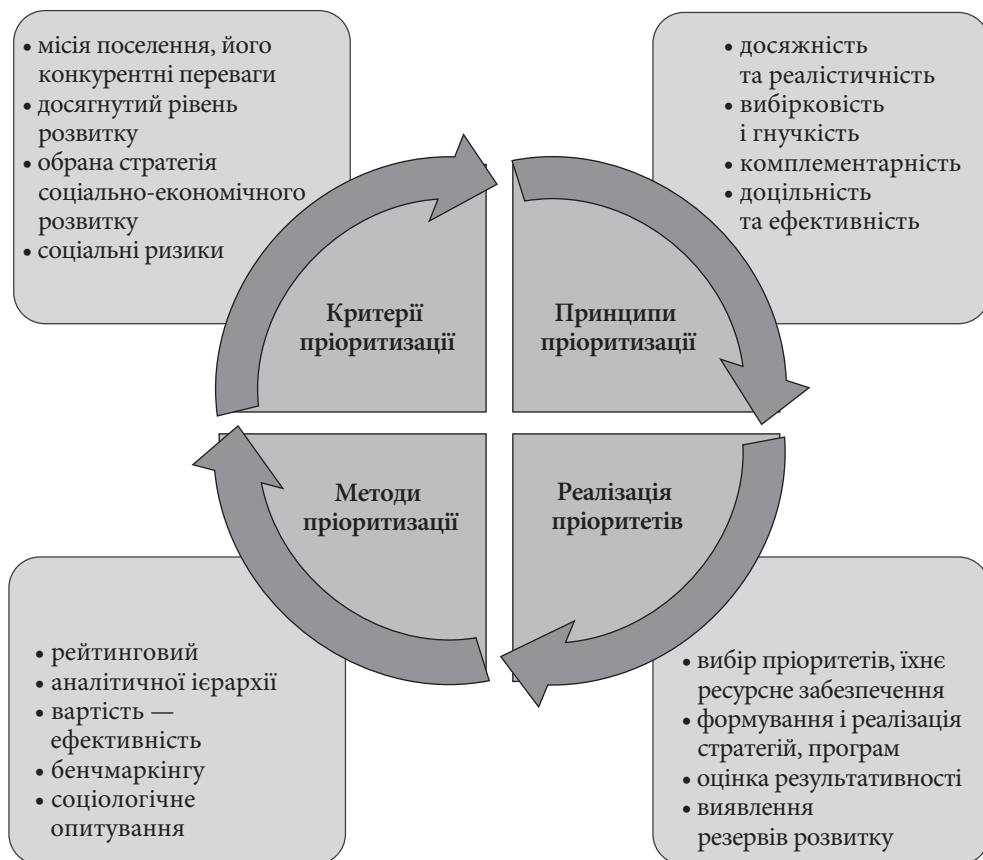 • місія поселення, його
конкурентні переваги
• досягнутий рівень
розвитку
• обрана стратегія
соціально-економічного
розвитку
• соціальні ризики
• досяжність
та реалістичність
• вибірковість
і гнучкість
• комплементарність
• доцільність
та ефективність
Критерії
пріоритизації
Принципи
пріоритизації
Методи
пріоритизації
Реалізація
пріоритетів
• рейтинговий
• аналітичної ієрархії
• вартість —
ефективність
• бенчмаркінгу
• соціологічне
опитування
• вибір пріоритетів, їхнє
ресурсне забезпечення
• формування і реалізація
стратегій, програм
• оцінка результативності
• виявлення
резервів розвитку